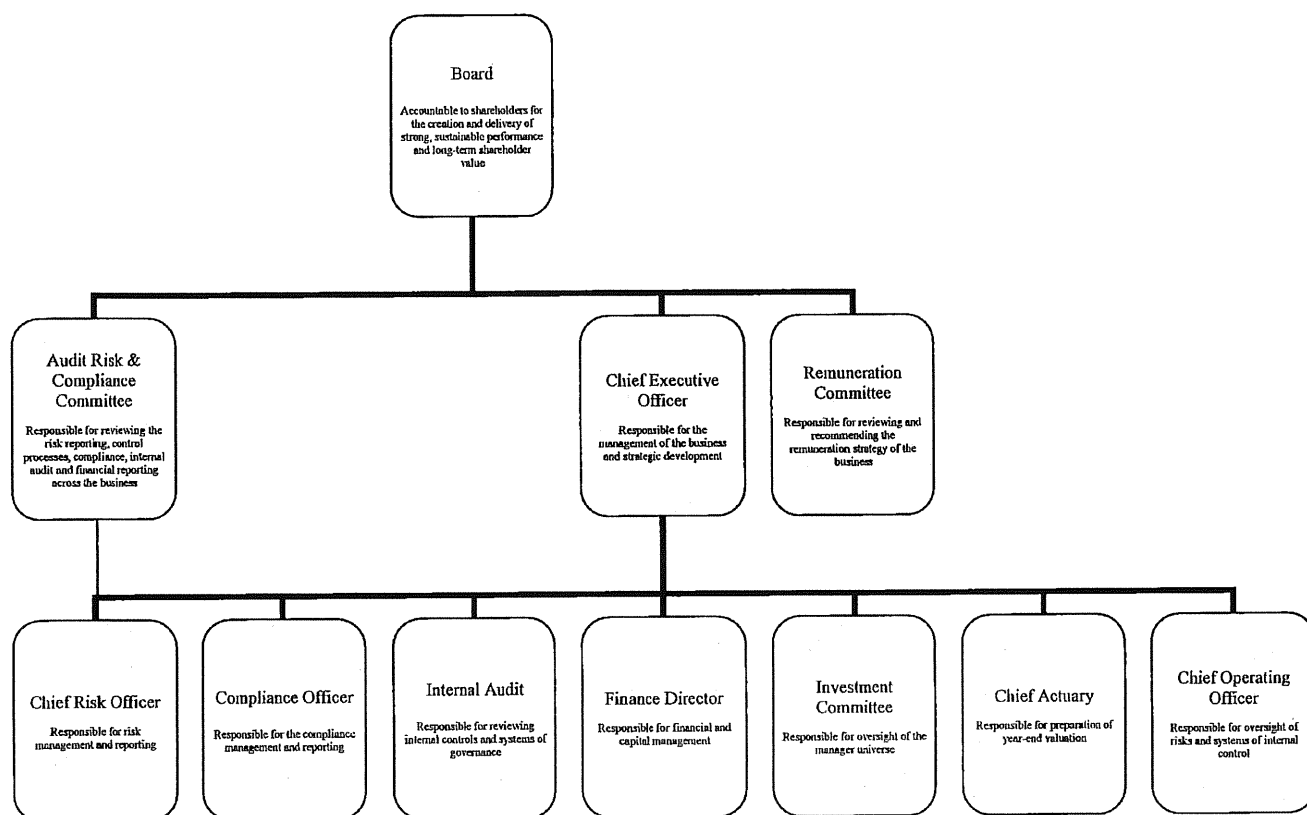 Board
Accountable to shareholders for
the creation and delivery of
strong, sustainable performance
and long-term shareholder
value
Audit Risk &
Compliance
Committee
Responsible for reviewing the
risk reporting, control
processes, compliance, internal
audit and financial reporting
across the business
Chief Executive
Officer
Responsible for the
management of the business
and strategic development
Remuneration
Committee
Responsible for reviewing and
recommending the
remuneration strategy of the
business
Chief Risk Officer
Responsible for risk
management and reporting
Compliance Officer
Responsible for the compliance
management and reporting
Internal Audit
Responsible for reviewing
internal controls and systems of
governance
Finance Director
Responsible for financial and
capital management
Investment
Committee
Responsible for oversight of the
manager universe
Chief Actuary
Responsible for preparation of
year-end valuation
Chief Operating
Officer
Responsible for oversight of
risks and systems of internal
control